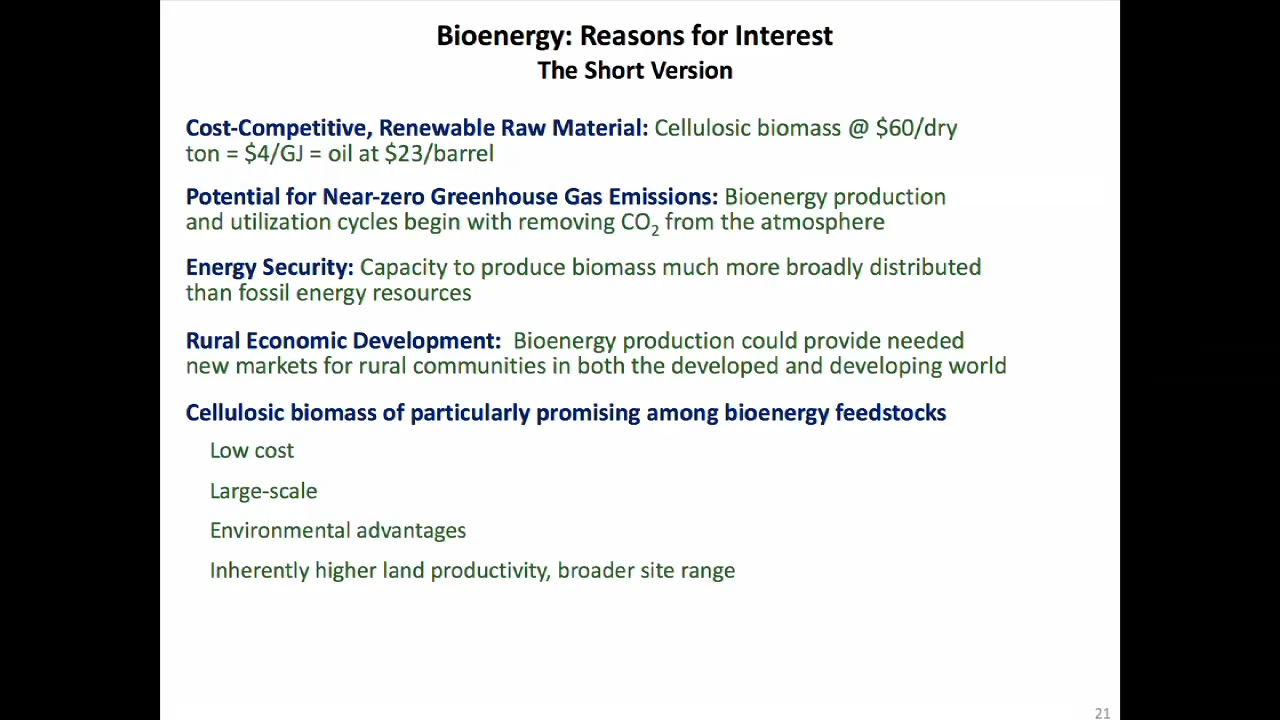 Bioenergy: Reasons for Interest
The Short Version
Cost-Competitive, Renewable Raw Material: Cellulosic biomass @ $60/dry
ton = $4/GJ = oil at $23/barrel
Potential for Near-zero Greenhouse Gas Emissions: Bioenergy production
and utilization cycles begin with removing CO₂ from the atmosphere
Energy Security: Capacity to produce biomass much more broadly distributed
than fossil energy resources
Rural Economic Development: Bioenergy production could provide needed
new markets for rural communities in both the developed and developing world
Cellulosic biomass of particularly promising among bioenergy feedstocks
Low cost
Large-scale
Environmental advantages
Inherently higher land productivity, broader site range
21